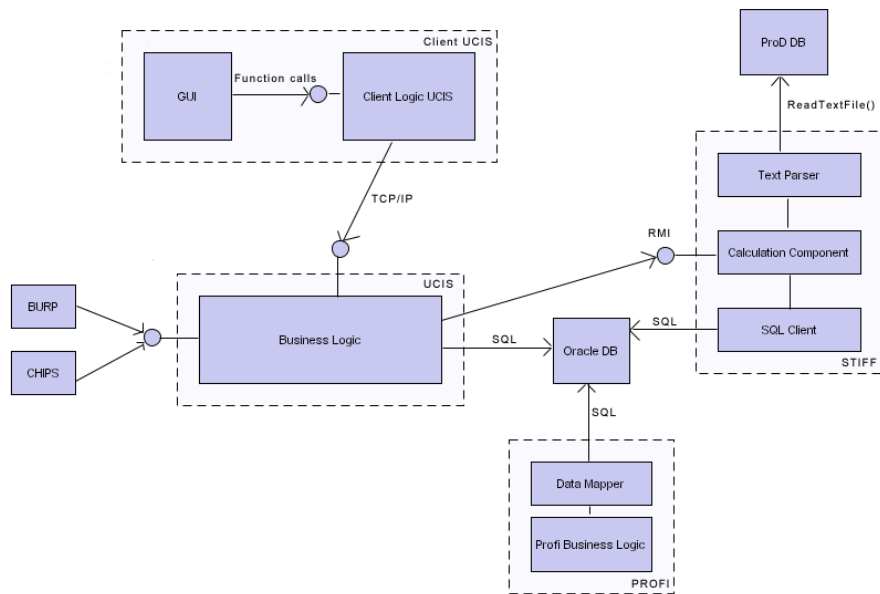 Client UCIS
ProD DB
Function calls
GUI
Client Logic UCIS
ReadTextFile()
Text Parser
TCP/IP
RMI
Calculation Component
UCIS
BURP
Business Logic
SQL
SQL
SQL Client
Oracle DB
STIFF
CHIPS
SQL
Data Mapper
Profi Business Logic
PROFI